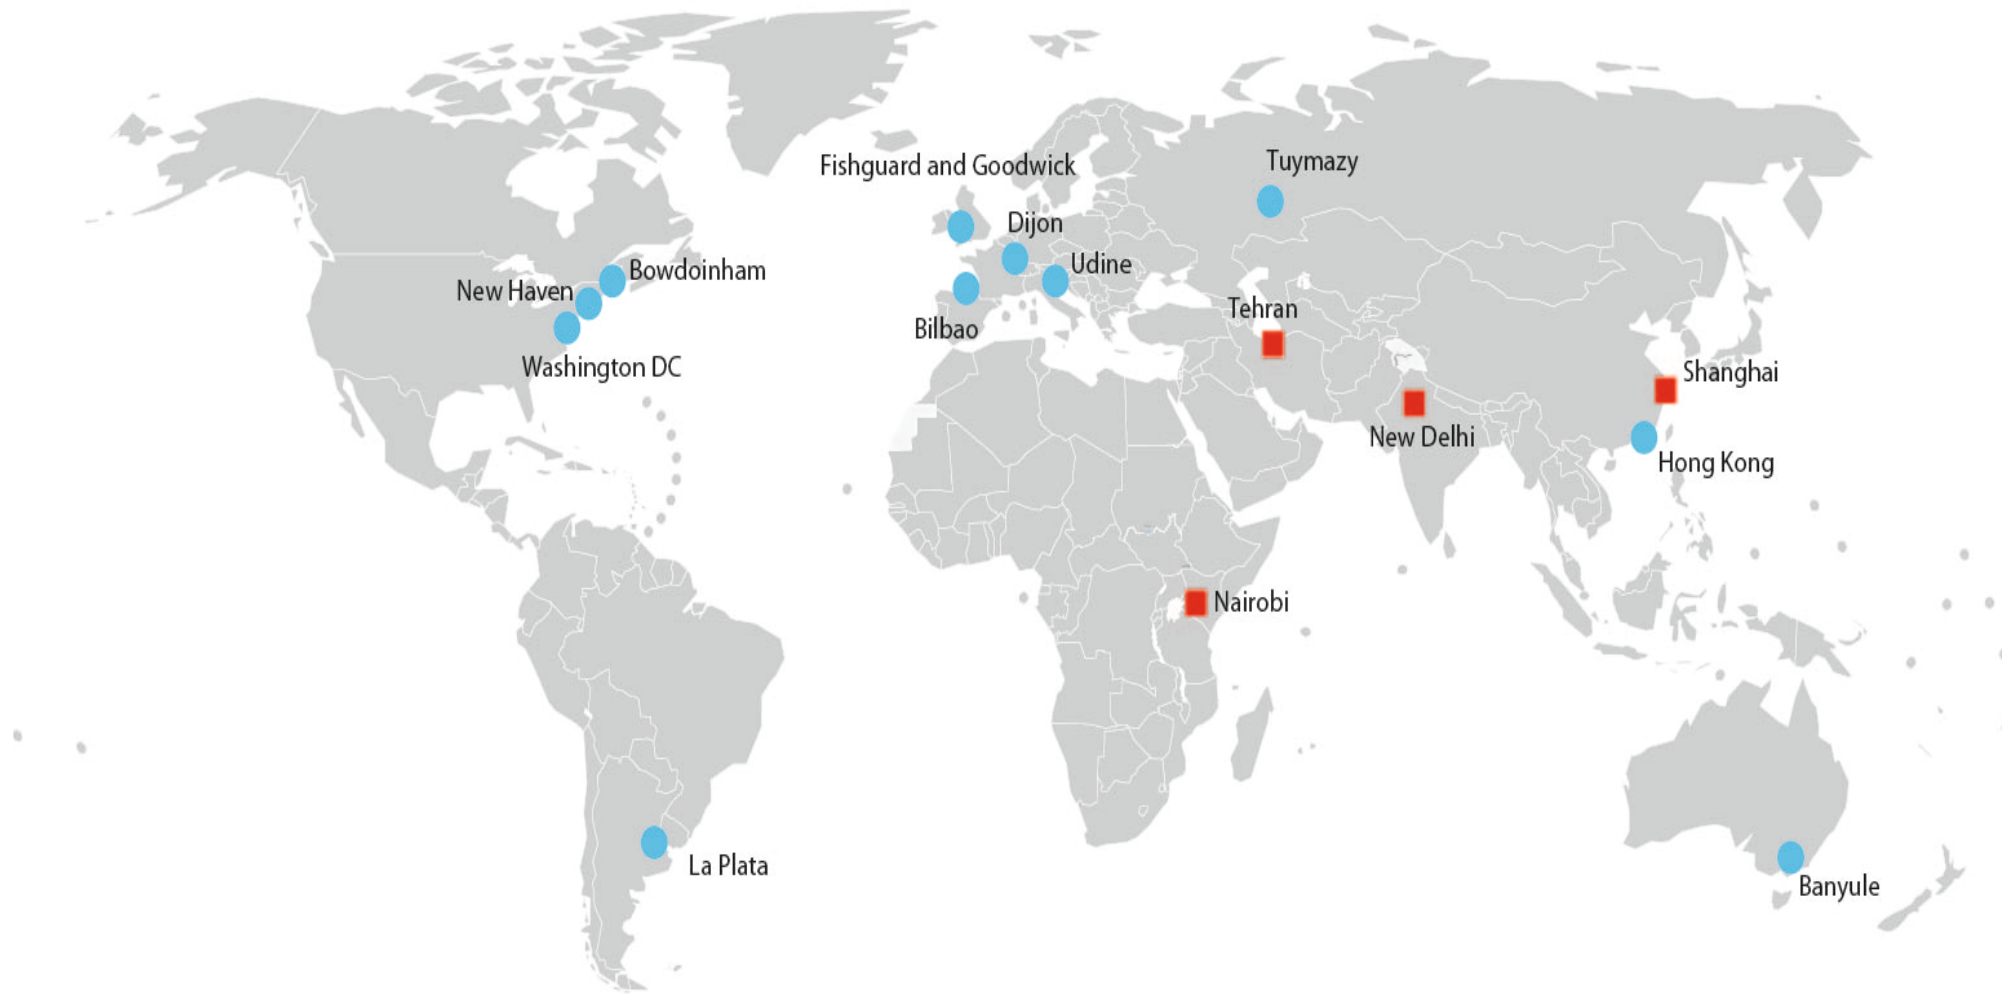 Tuymazy
Fishguard and Goodwick
Dijon
Udine
Bowdoinham
New Haven
Tehran
Bilbao
Washington DC
Shanghai
New Delhi
Hong Kong
Nairobi
La Plata
Banyule